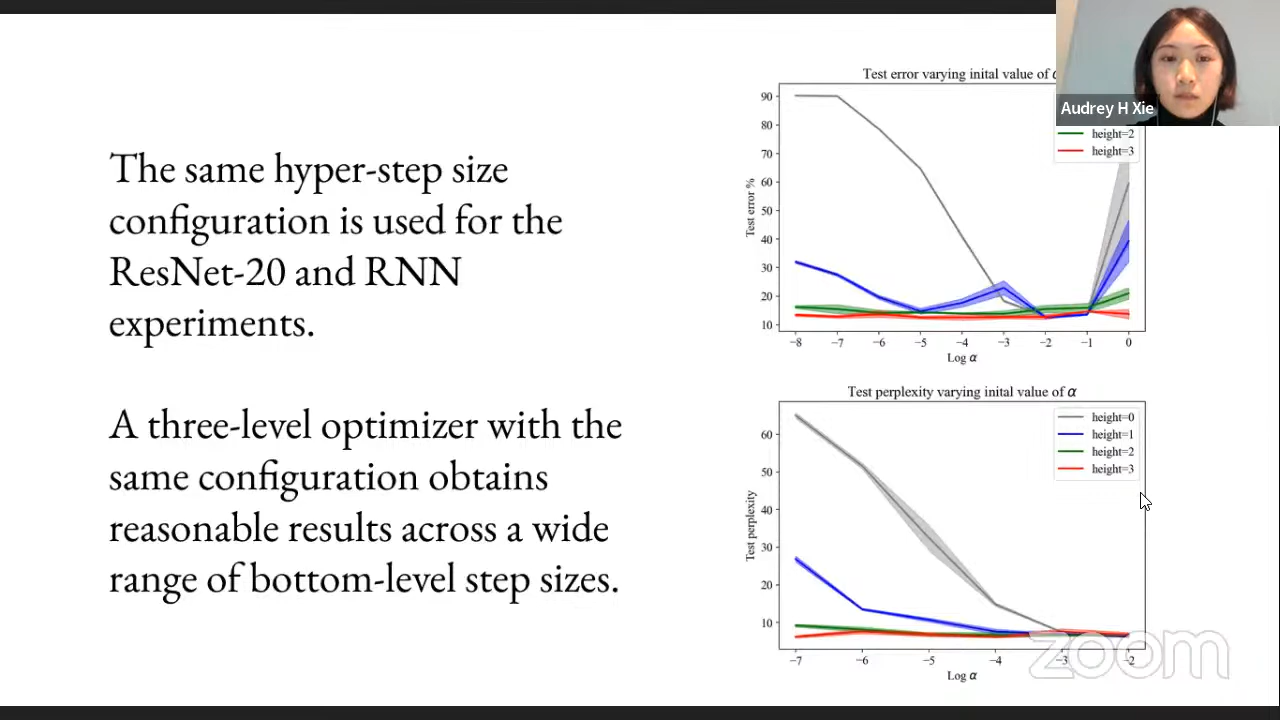 The same hyper-step size
configuration is used for the
ResNet-20 and RNN
experiments.
A three-level optimizer with the
same configuration obtains
reasonable results across a wide
range of bottom-level step sizes.
Test error varying inital value of
Audrey H Xie
height=2
height=3
Test error %
90
80
70
60
50
40
30
20
10
−8 −7 −6 −5 −4 −3 −2 −1 0
Log α
Test perplexity varying inital value of α
height=0
height=1
height=2
height=3
Test perplexity
60
50
40
30
20
10
−7 −6 −5 −4 −3 −2
Log α
zoom